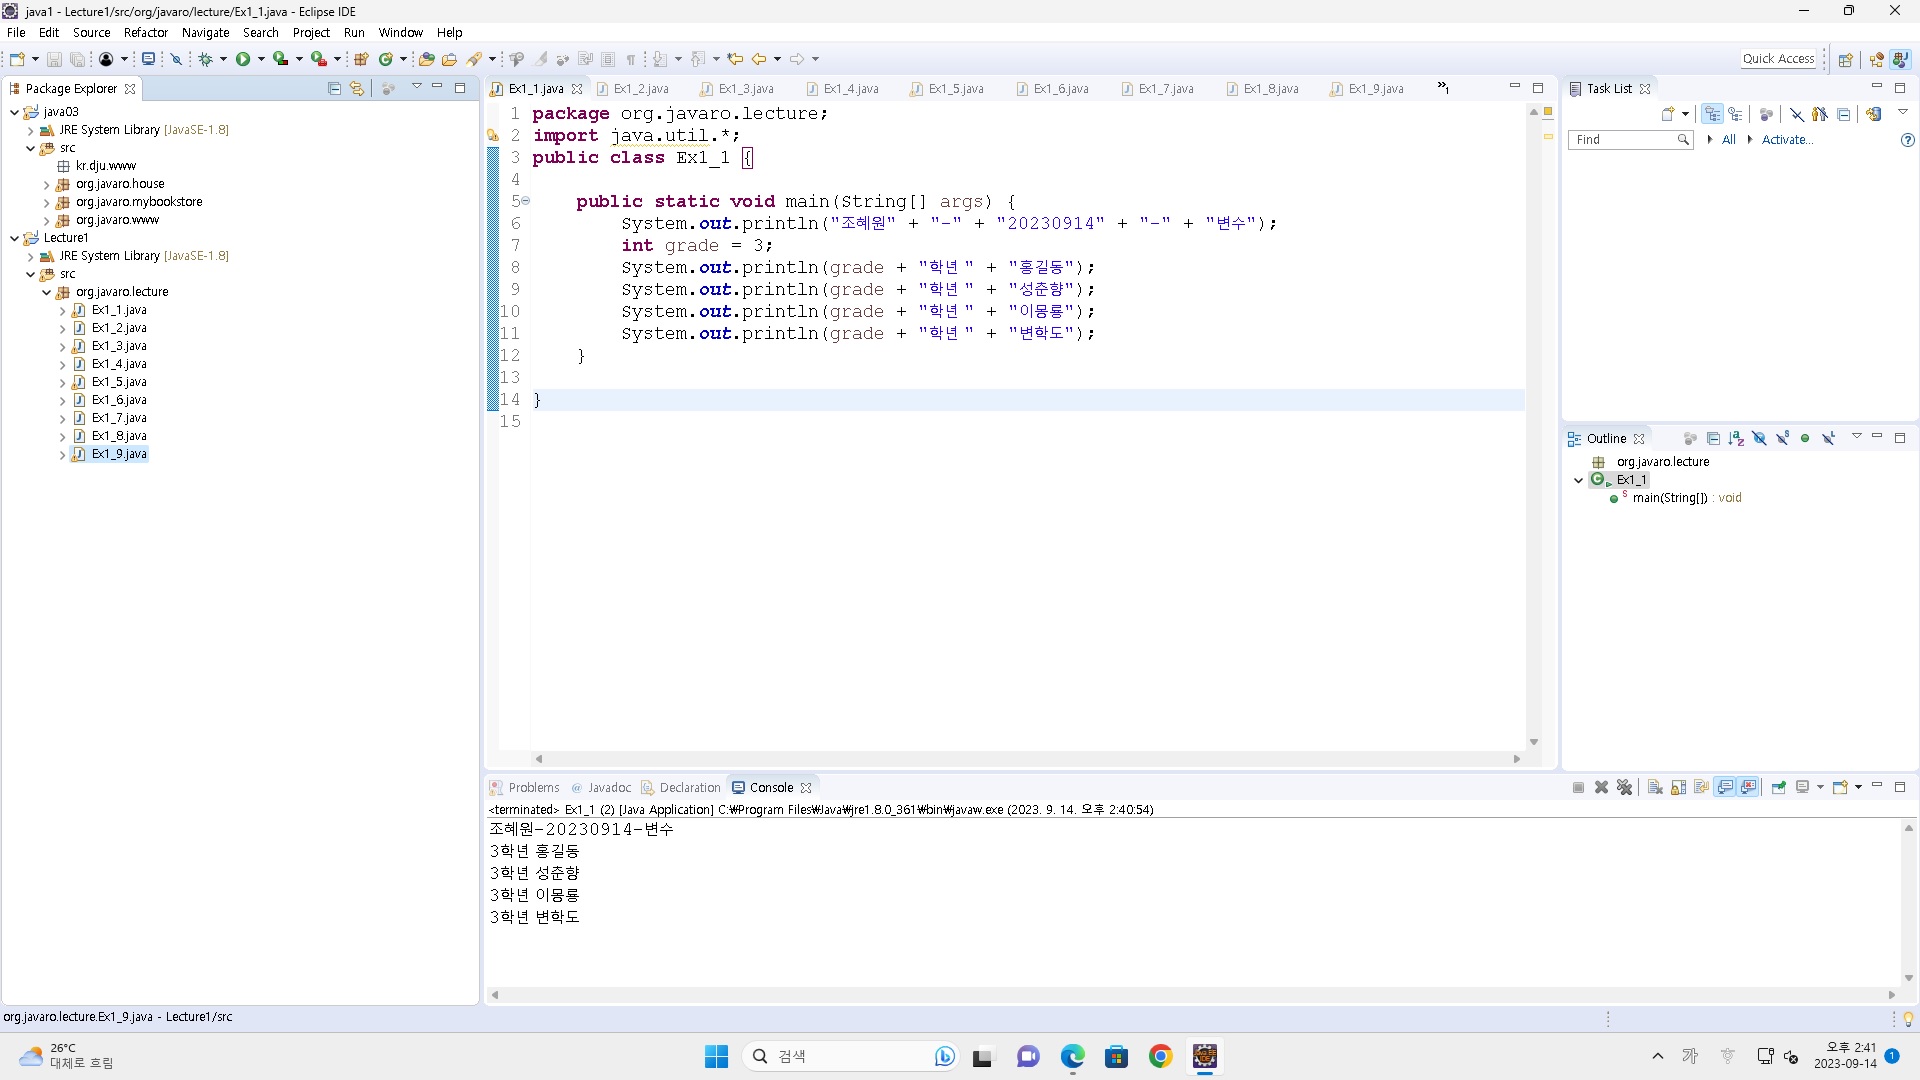 java1 - Lecture1/src/org/javaro/lecture/Ex1_1.java - Eclipse IDE
File Edit Source Refactor Navigate Search Project Run Window Help
Quick Access
Package Explorer
java03
JRE System Library [JavaSE-1.8]
src
kr.dju.www
org.javaro.house
org.javaro.mybookstore
org.javaro.www
Lecture1
JRE System Library [JavaSE-1.8]
src
org.javaro.lecture
Ex1_1.java
Ex1_2.java
Ex1_3.java
Ex1_4.java
Ex1_5.java
Ex1_6.java
Ex1_7.java
Ex1_8.java
Ex1_9.java
Ex1_1.java Ex1_2.java Ex1_3.java Ex1_4.java Ex1_5.java Ex1_6.java Ex1_7.java Ex1_8.java Ex1_9.java »1
1 package org.javaro.lecture;
2 import java.util.*;
3 public class Ex1_1 {
4
5 public static void main(String[] args) {
6 System.out.println("조혜원" + "-" + "20230914" + "-" + "변수");
7 int grade = 3;
8 System.out.println(grade + "학년 " + "홍길동");
9 System.out.println(grade + "학년 " + "성춘향");
10 System.out.println(grade + "학년 " + "이몽룡");
11 System.out.println(grade + "학년 " + "변학도");
12 }
13
14 }
15
Task List
Find All Activate...
Outline
org.javaro.lecture
Ex1_1
main(String[]) : void
Problems @ Javadoc Declaration Console
<terminated> Ex1_1 (2) [Java Application] C:₩Program Files₩Java₩jre1.8.0_361₩bin₩javaw.exe (2023. 9. 14. 오후 2:40:54)
조혜원-20230914-변수
3학년 홍길동
3학년 성춘향
3학년 이몽룡
3학년 변학도
org.javaro.lecture.Ex1_9.java - Lecture1/src
26°C
대체로 흐림
검색
가
오후 2:41
2023-09-14
1